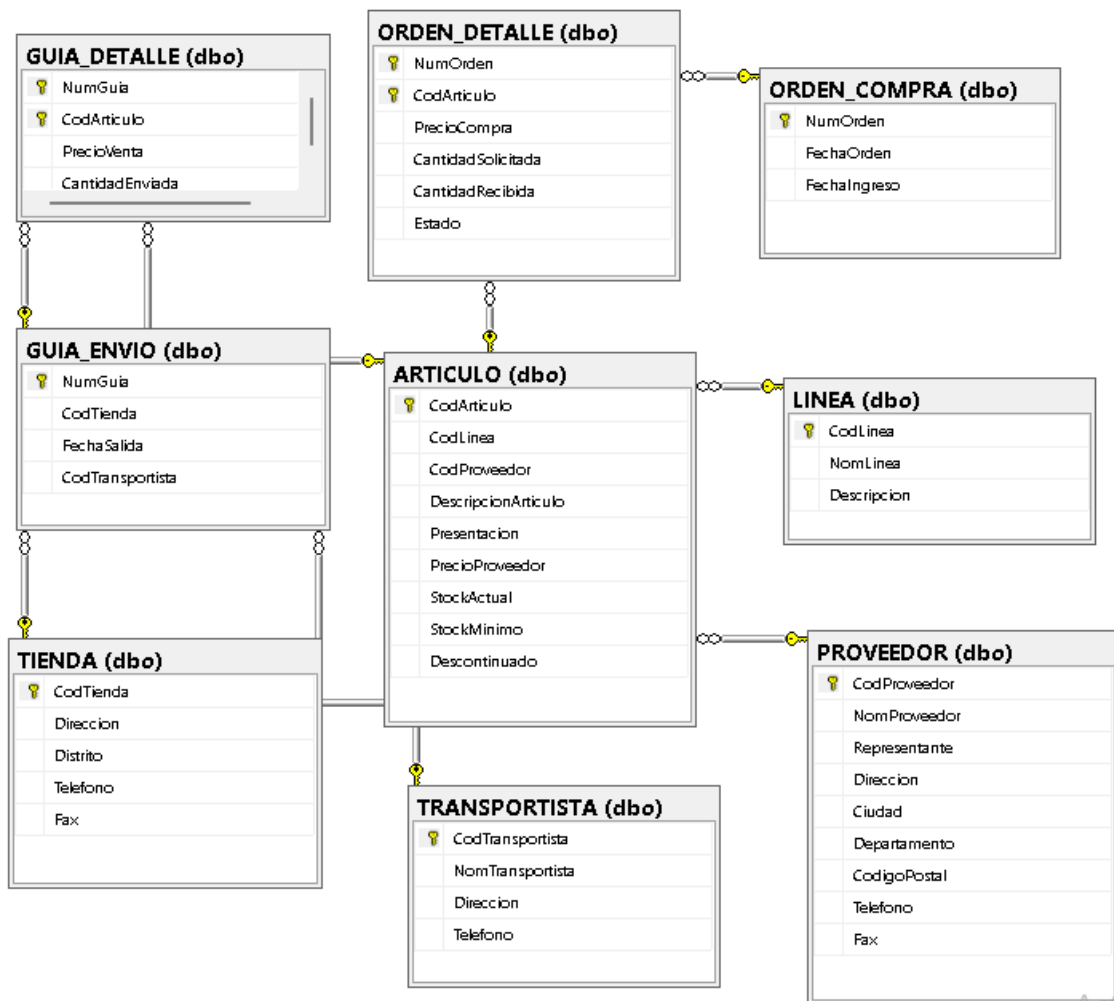 GUIA_DETALLE (dbo)
NumGuia
CodArticulo
PrecioVenta
CantidadEnviada
ORDEN_DETALLE (dbo)
NumOrden
CodArticulo
PrecioCompra
CantidadSolicitada
CantidadRecibida
Estado
ORDEN_COMPRA (dbo)
NumOrden
FechaOrden
FechaIngreso
GUIA_ENVIO (dbo)
NumGuia
CodTienda
FechaSalida
CodTransportista
ARTICULO (dbo)
CodArticulo
CodLinea
CodProveedor
DescripcionArticulo
Presentacion
PrecioProveedor
StockActual
StockMinimo
Descontinuado
LINEA (dbo)
CodLinea
NomLinea
Descripcion
TIENDA (dbo)
CodTienda
Direccion
Distrito
Telefono
Fax
TRANSPORTISTA (dbo)
CodTransportista
NomTransportista
Direccion
Telefono
PROVEEDOR (dbo)
CodProveedor
NomProveedor
Representante
Direccion
Ciudad
Departamento
CodigoPostal
Telefono
Fax